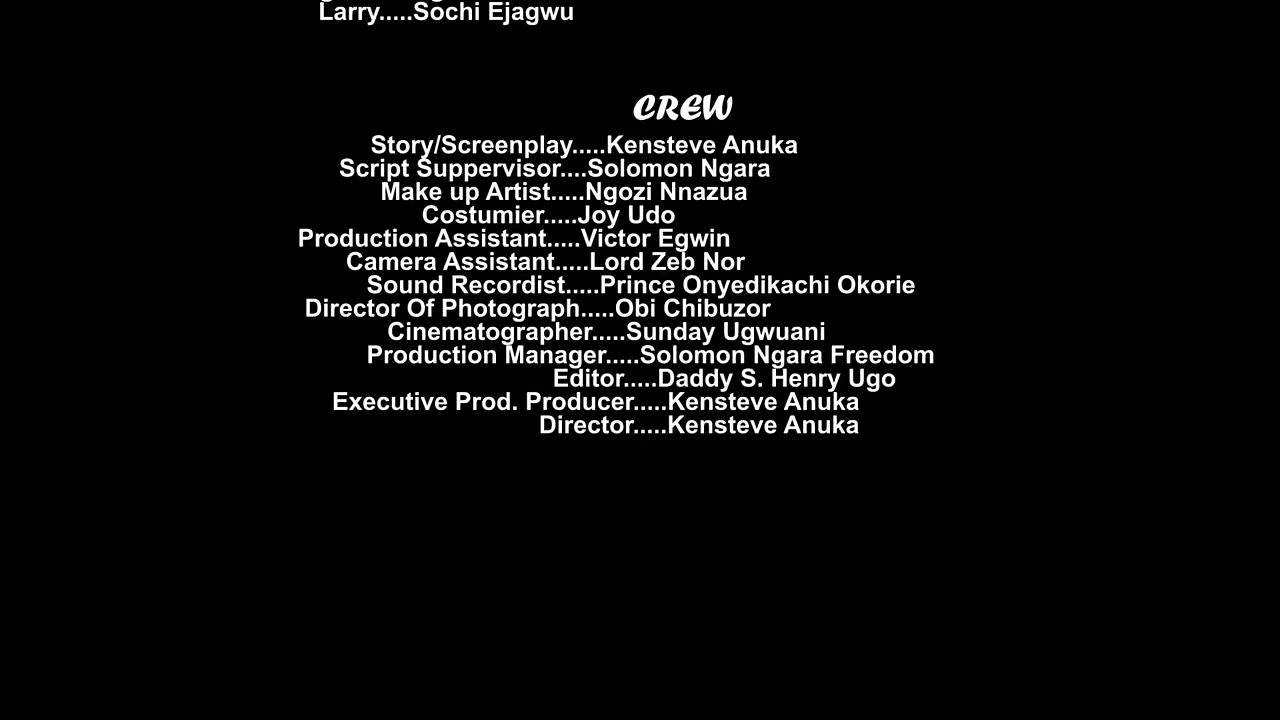 Larry.....Sochi Ejagwu
CREW
Story/Screenplay.....Kensteve Anuka
Script Suppervisor....Solomon Ngara
Make up Artist.....Ngozi Nnazua
Costumier.....Joy Udo
Production Assistant.....Victor Egwin
Camera Assistant.....Lord Zeb Nor
Sound Recordist.....Prince Onyedikachi Okorie
Director Of Photograph.....Obi Chibuzor
Cinematographer.....Sunday Ugwuani
Production Manager.....Solomon Ngara Freedom
Editor.....Daddy S. Henry Ugo
Executive Prod. Producer.....Kensteve Anuka
Director.....Kensteve Anuka